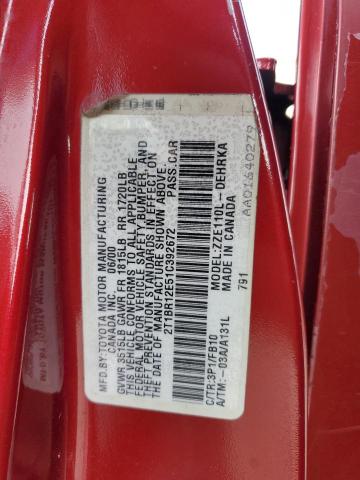 MFD.BY:TOYOTA MOTOR MANUFACTURING
CANADA INC. 06/00
GVWR 3515LB GAWR FR 1815LB RR 1720LB
THIS VEHICLE CONFORMS TO ALL APPLICABLE
FEDERAL MOTOR VEHICLE SAFETY, BUMPER, AND
THEFT PREVENTION STANDARDS IN EFFECT ON
THE DATE OF MANUFACTURE SHOWN ABOVE.
2T1BR12E51C392672 PASS.CAR
C/TR:3P1/FB10 MODEL:ZZE110L-
A/TM:-03A/A131L DEHRKA
MADE IN CANADA
791
AA01640279